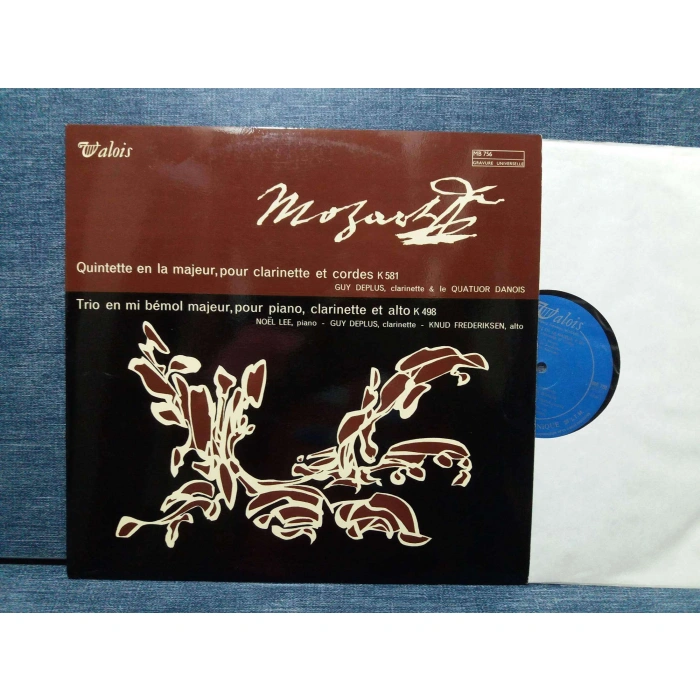 Valois
MB 756
GRAVURE UNIVERSELLE
Mozart
Quintette en la majeur, pour clarinette et cordes K 581
GUY DEPLUS, clarinette & le QUATUOR DANOIS
Trio en mi bémol majeur, pour piano, clarinette et alto K 498
NOËL LEE, piano - GUY DEPLUS, clarinette - KNUD FREDERIKSEN, alto
Valois